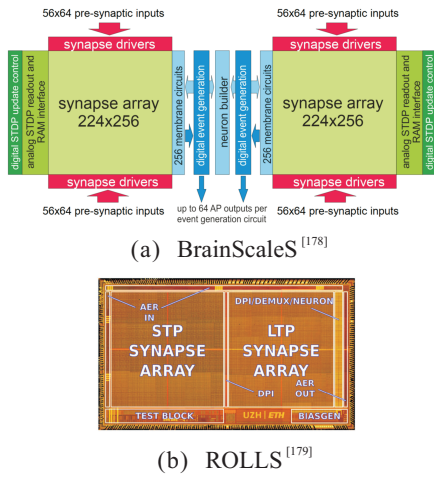 56x64 pre-synaptic inputs
56x64 pre-synaptic inputs
synapse drivers
synapse drivers
digital STDP update control
analog STDP readout and
RAM interface
synapse array
224x256
256 membrane circuits
digital event generation
neuron builder
digital event generation
256 membrane circuits
synapse array
224x256
analog STDP readout and
RAM interface
digital STDP update control
synapse drivers
synapse drivers
56x64 pre-synaptic inputs
up to 64 AP outputs per
event generation circuit
56x64 pre-synaptic inputs
(a) BrainScaleS [178]
AER
IN
DPI/DEMUX/NEURON
STP
SYNAPSE
ARRAY
LTP
SYNAPSE
ARRAY
DPI
AER
OUT
TEST BLOCK
UZH | ETH
BIASGEN
(b) ROLLS [179]